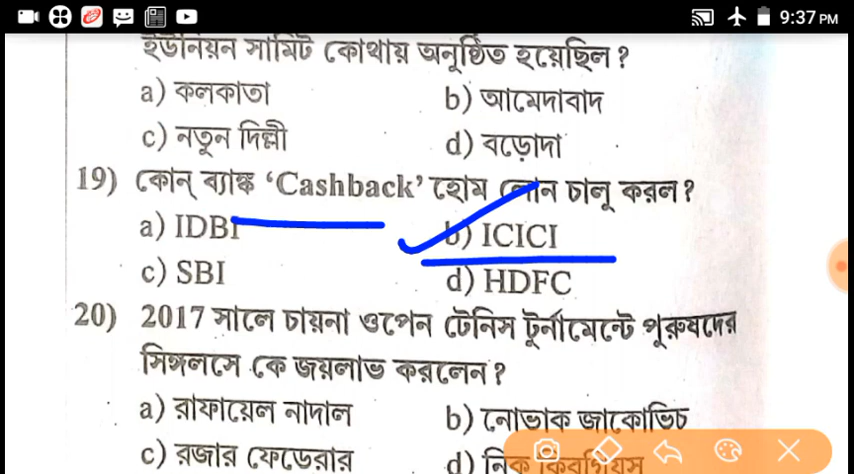 9:37 PM
ইউনিয়ন সামিট কোথায় অনুষ্ঠিত হয়েছিল ?
a) কলকাতা b) আমেদাবাদ
c) নতুন দিল্লী d) বড়োদা
19) কোন্ ব্যাঙ্ক ‘Cashback’ হোম লোন চালু করল ?
a) IDBI b) ICICI
c) SBI d) HDFC
20) 2017 সালে চায়না ওপেন টেনিস টুর্নামেন্টে পুরুষদের
সিঙ্গলসে কে জয়লাভ করলেন ?
a) রাফায়েল নাদাল b) নোভাক জাকোভিচ
c) রজার ফেডেরার d) নিক কিরগিয়স